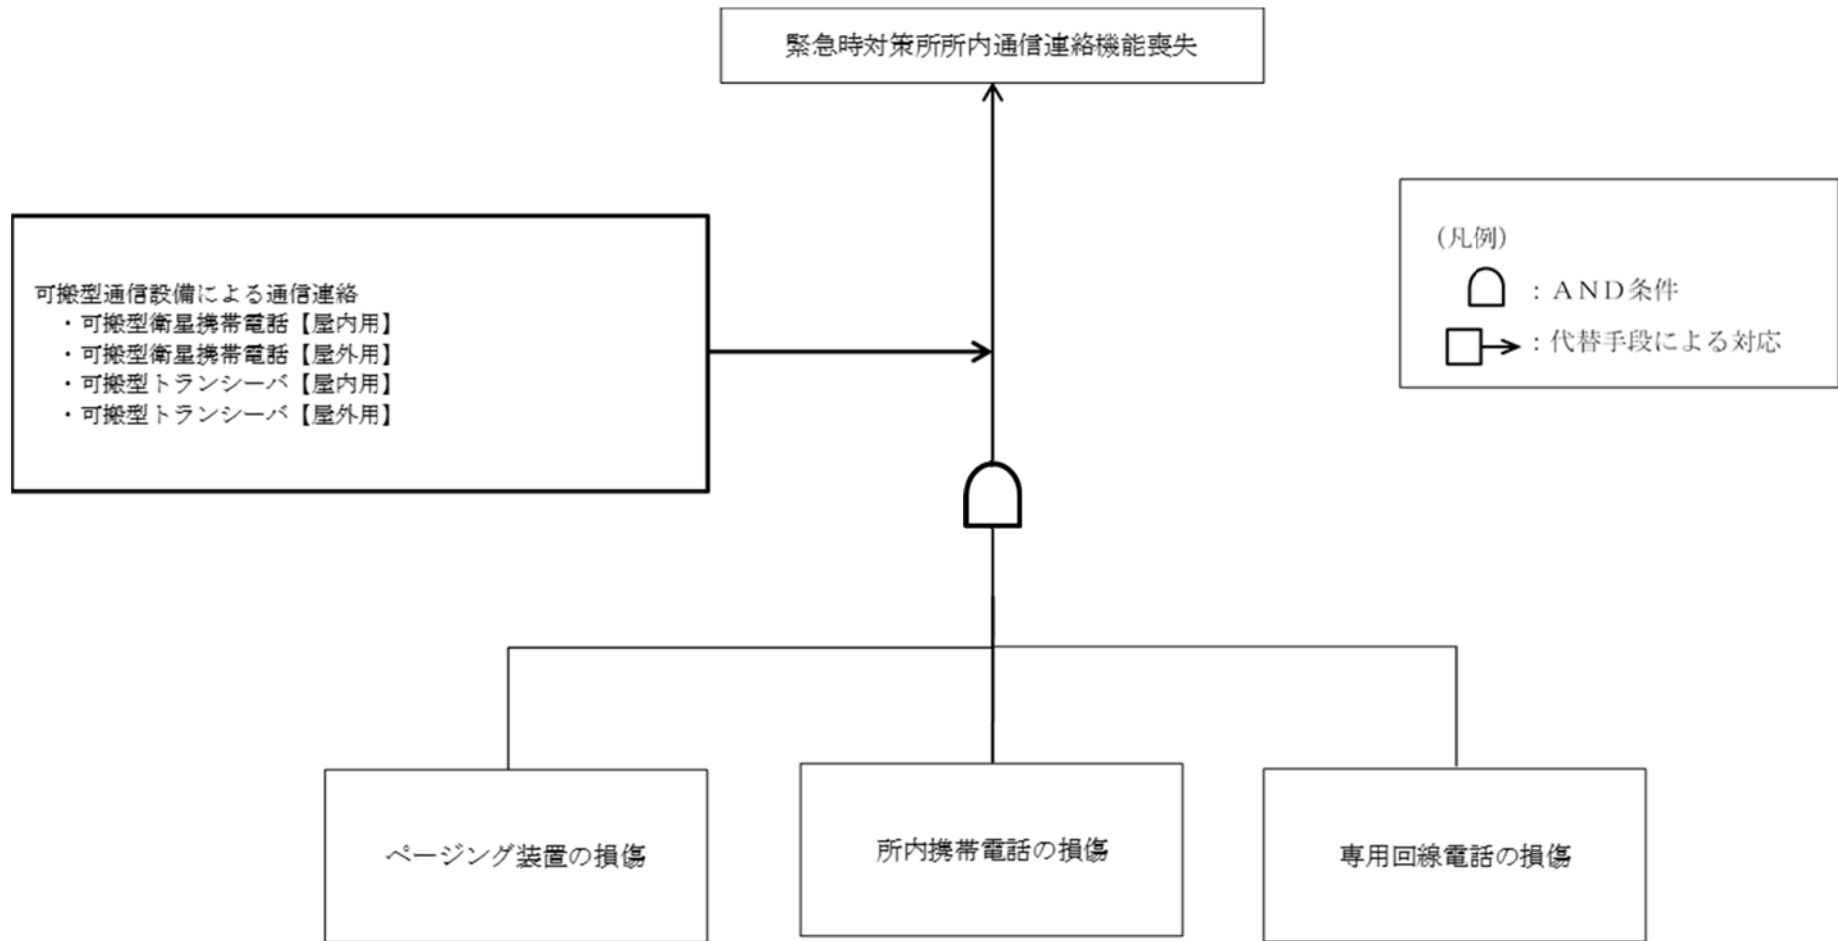 緊急時対策所所内通信連絡機能喪失
可搬型通信設備による通信連絡
・可搬型衛星携帯電話【屋内用】
・可搬型衛星携帯電話【屋外用】
・可搬型トランシーバ【屋内用】
・可搬型トランシーバ【屋外用】
(凡例)
：ＡＮＤ条件
：代替手段による対応
ページング装置の損傷
所内携帯電話の損傷
専用回線電話の損傷